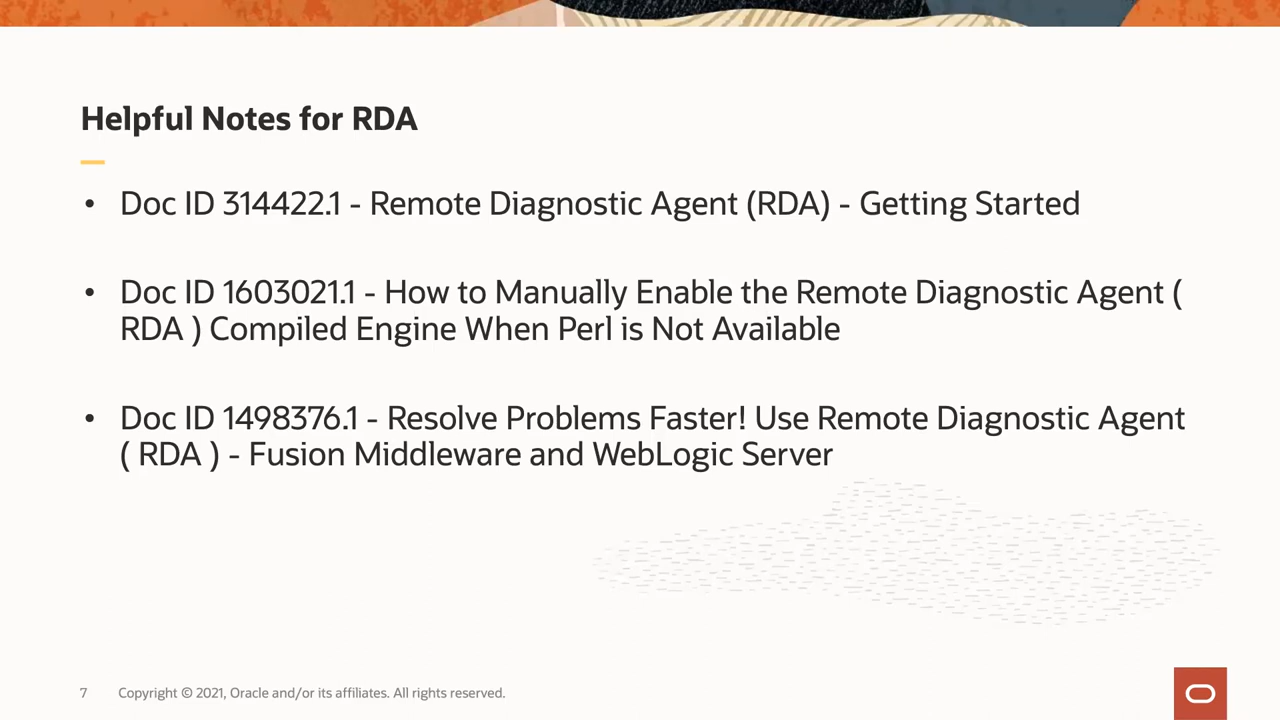 Helpful Notes for RDA
• Doc ID 314422.1 - Remote Diagnostic Agent (RDA) - Getting Started
• Doc ID 1603021.1 - How to Manually Enable the Remote Diagnostic Agent (
RDA ) Compiled Engine When Perl is Not Available
• Doc ID 1498376.1 - Resolve Problems Faster! Use Remote Diagnostic Agent
( RDA ) - Fusion Middleware and WebLogic Server
7 Copyright © 2021, Oracle and/or its affiliates. All rights reserved.